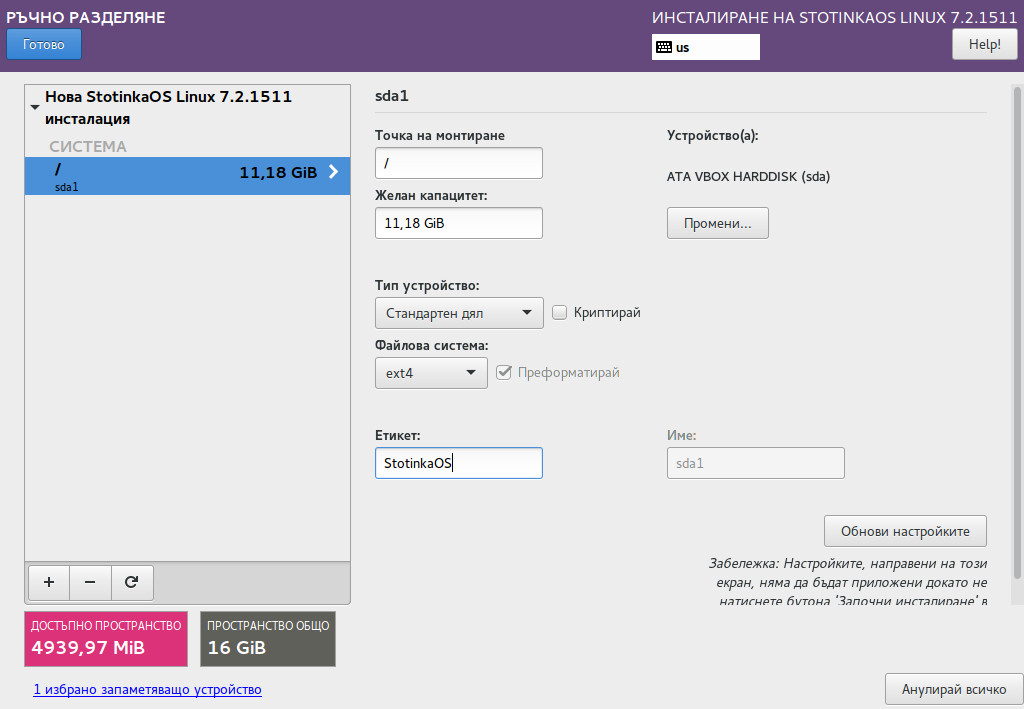 РЪЧНО РАЗДЕЛЯНЕ
ИНСТАЛИРАНЕ НА STOTINKAOS LINUX 7.2.1511
Готово
us
Help!
Нова StotinkaOS Linux 7.2.1511
инсталация
СИСТЕМА
/
11,18 GiB
sda1
sda1
Точка на монтиране
/
Желан капацитет:
11,18 GiB
Устройство(а):
ATA VBOX HARDDISK (sda)
Промени...
Тип устройство:
Стандартен дял
Криптирай
Файлова система:
ext4
Преформатирай
Етикет:
StotinkaOS
Име:
sda1
Обнови настройките
Забележка: Настройките, направени на този
екран, няма да бъдат приложени докато не
натиснете бутона 'Започни инсталиране' в
+ −
ДОСТЪПНО ПРОСТРАНСТВО
4939,97 MiB
ПРОСТРАНСТВО ОБЩО
16 GiB
1 избрано запаметяващо устройство
Анулирай всичко